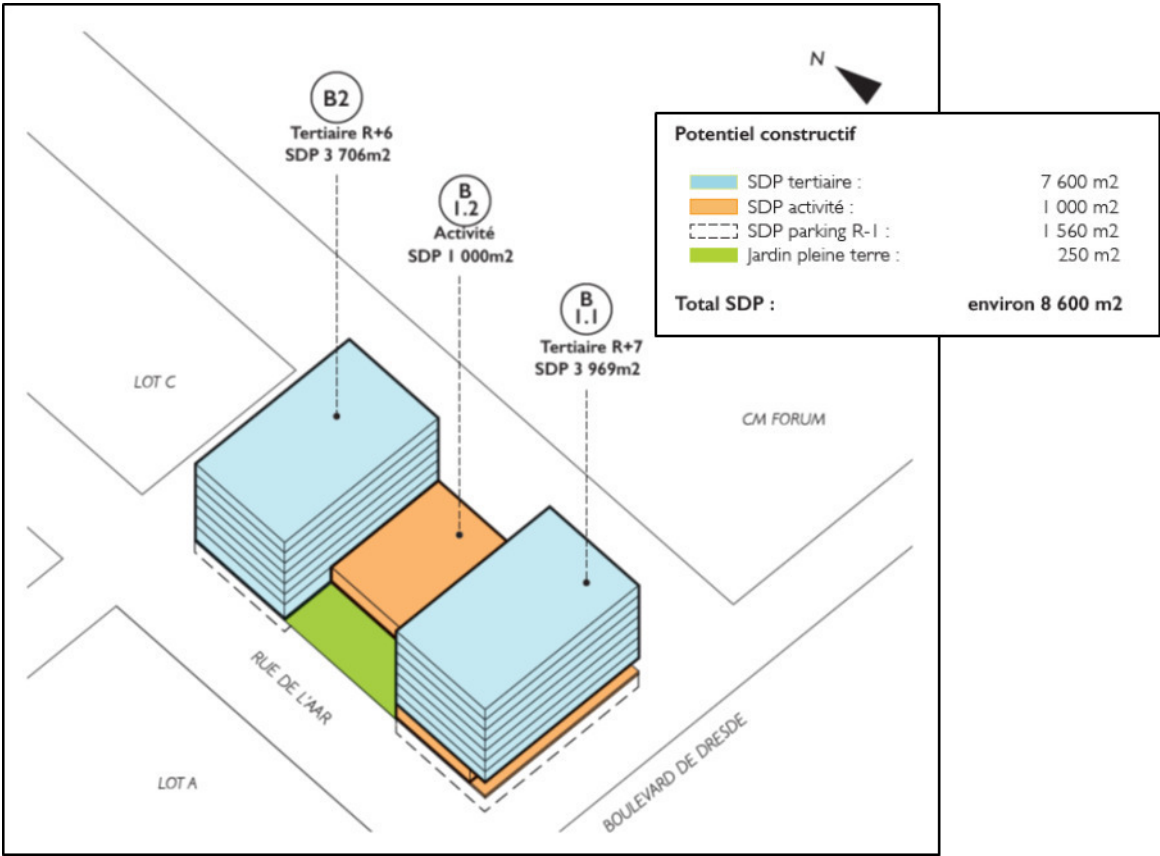 N
B2
Tertiaire R+6
SDP 3 706m2
B
1.2
Activité
SDP 1 000m2
B
1.1
Tertiaire R+7
SDP 3 969m2
Potentiel constructif
SDP tertiaire : 7 600 m2
SDP activité : 1 000 m2
SDP parking R-1 : 1 560 m2
Jardin pleine terre : 250 m2
Total SDP : environ 8 600 m2
LOT C
CM FORUM
RUE DE L'AAR
LOT A
BOULEVARD DE DRESDE